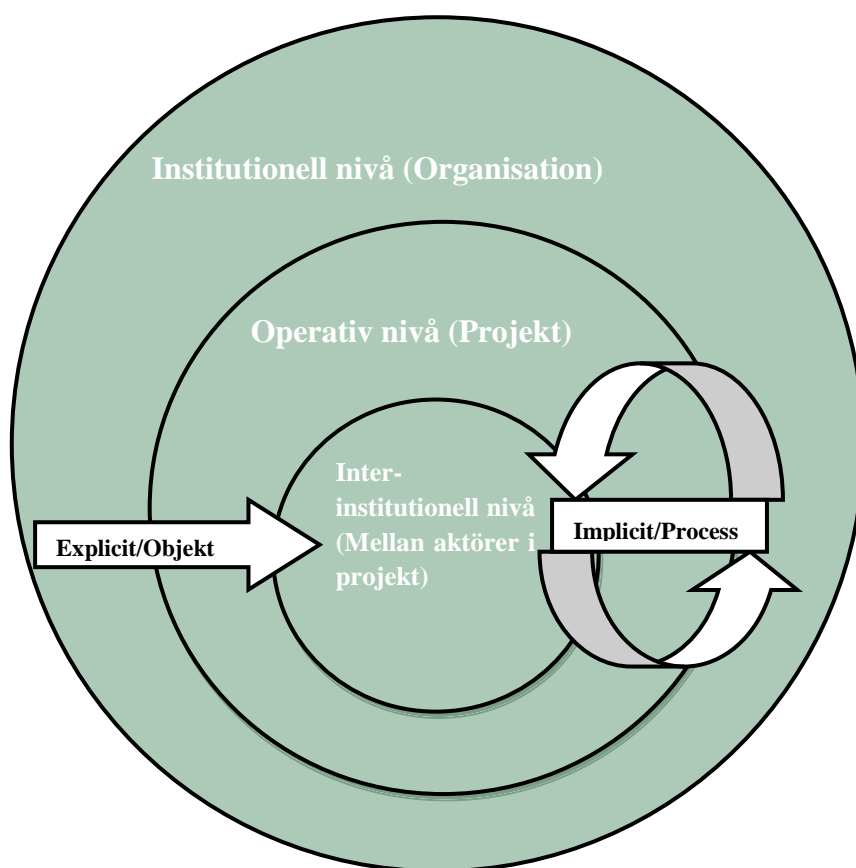 Institutionell nivå (Organisation)
Operativ nivå (Projekt)
Inter-
institutionell nivå
(Mellan aktörer i
projekt)
Explicit/Objekt
Implicit/Process